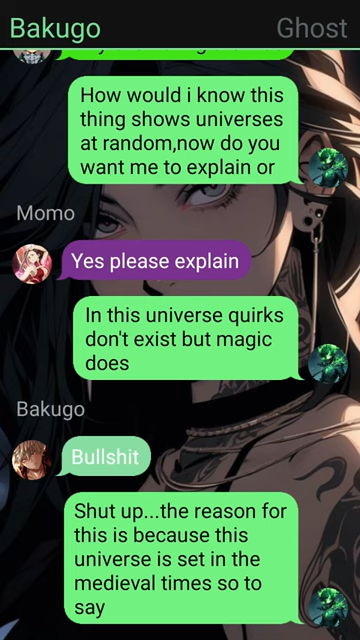 Bakugo
Ghost
How would i know this
thing shows universes
at random,now do you
want me to explain or
Momo
Yes please explain
In this universe quirks
don't exist but magic
does
Bakugo
Bullshit
Shut up...the reason for
this is because this
universe is set in the
medieval times so to
say